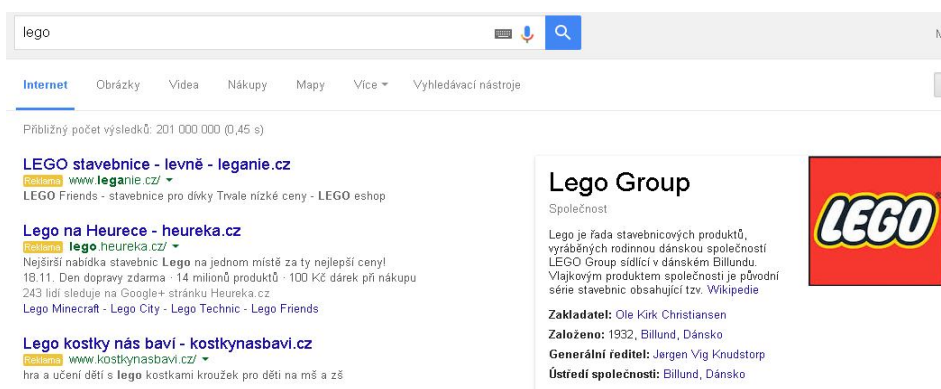 lego
N
Internet Obrázky Videa Nákupy Mapy Více Vyhledávací nástroje
Přibližný počet výsledků: 201 000 000 (0,45 s)
LEGO stavebnice - levně - leganie.cz
Reklama www.leganie.cz/
LEGO Friends - stavebnice pro dívky Trvale nízké ceny - LEGO eshop
Lego na Heurece - heureka.cz
Reklama lego.heureka.cz/
Nejširší nabídka stavebnic Lego na jednom místě za ty nejlepší ceny!
18.11. Den dopravy zdarma · 14 milionů produktů · 100 Kč dárek při nákupu
243 lidí sleduje na Google+ stránku Heureka.cz
Lego Minecraft - Lego City - Lego Technic - Lego Friends
Lego kostky nás baví - kostkynasbavi.cz
Reklama www.kostkynasbavi.cz/
hra a učení dětí s lego kostkami kroužek pro děti na mš a zš
Lego Group
Společnost
LEGO
Lego je řada stavebnicových produktů,
vyráběných rodinnou dánskou společností
LEGO Group sídlící v dánském Billundu.
Vlajkovým produktem společnosti je původní
série stavebnic obsahující tzv. Wikipedie
Zakladatel: Ole Kirk Christiansen
Založeno: 1932, Billund, Dánsko
Generální ředitel: Jørgen Vig Knudstorp
Ústředí společnosti: Billund, Dánsko